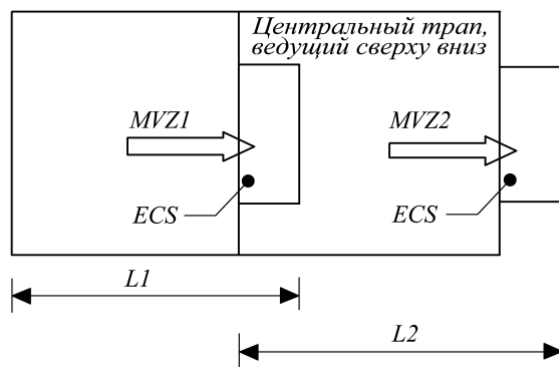 Центральный трап,
ведущий сверху вниз
MVZ1
MVZ2
ECS
ECS
L1
L2